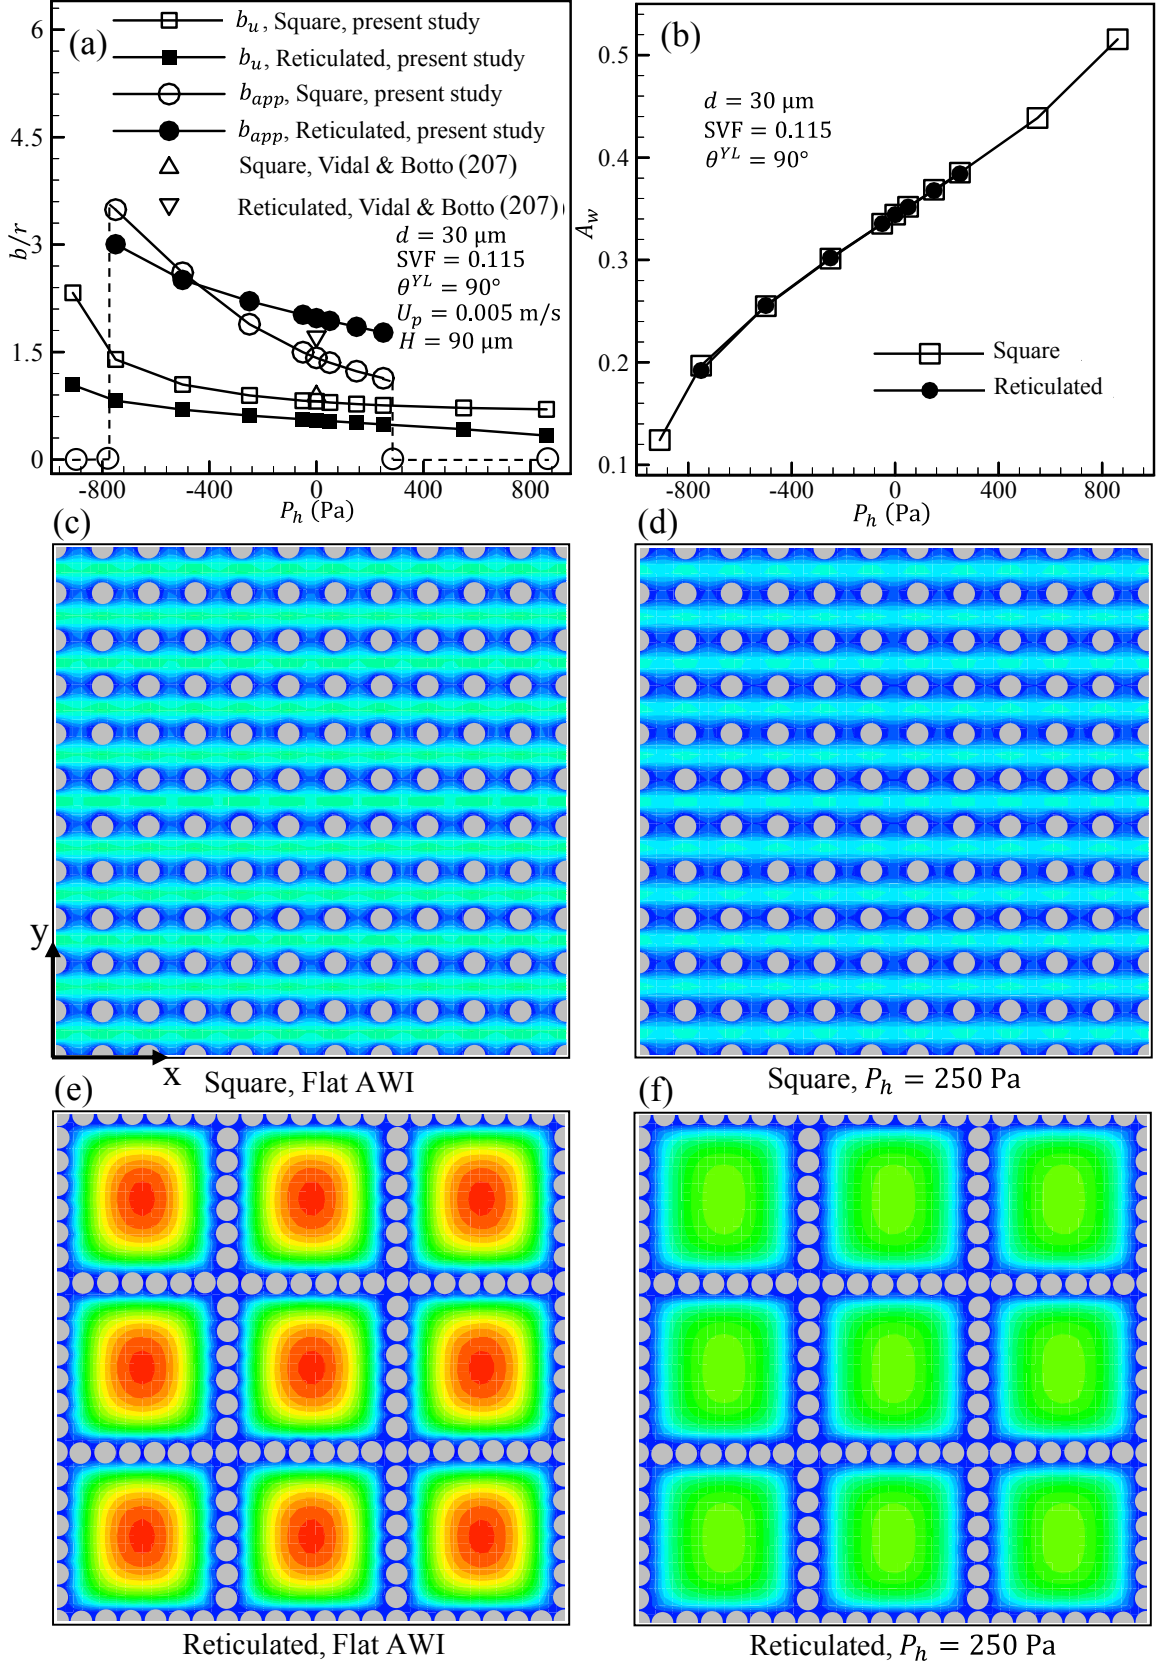 (a)
b_u, Square, present study
b_u, Reticulated, present study
b_app, Square, present study
b_app, Reticulated, present study
Square, Vidal & Botto (207)
Reticulated, Vidal & Botto (207)
d = 30 μm
SVF = 0.115
θ^YL = 90°
U_p = 0.005 m/s
H = 90 μm
b/r
6
4.5
3
1.5
0
-800
-400
0
400
800
P_h (Pa)
(b)
d = 30 μm
SVF = 0.115
θ^YL = 90°
Square
Reticulated
A_w
0.5
0.4
0.3
0.2
0.1
-800
-400
0
400
800
P_h (Pa)
(c)
y
x
Square, Flat AWI
(d)
Square, P_h = 250 Pa
(e)
Reticulated, Flat AWI
(f)
Reticulated, P_h = 250 Pa